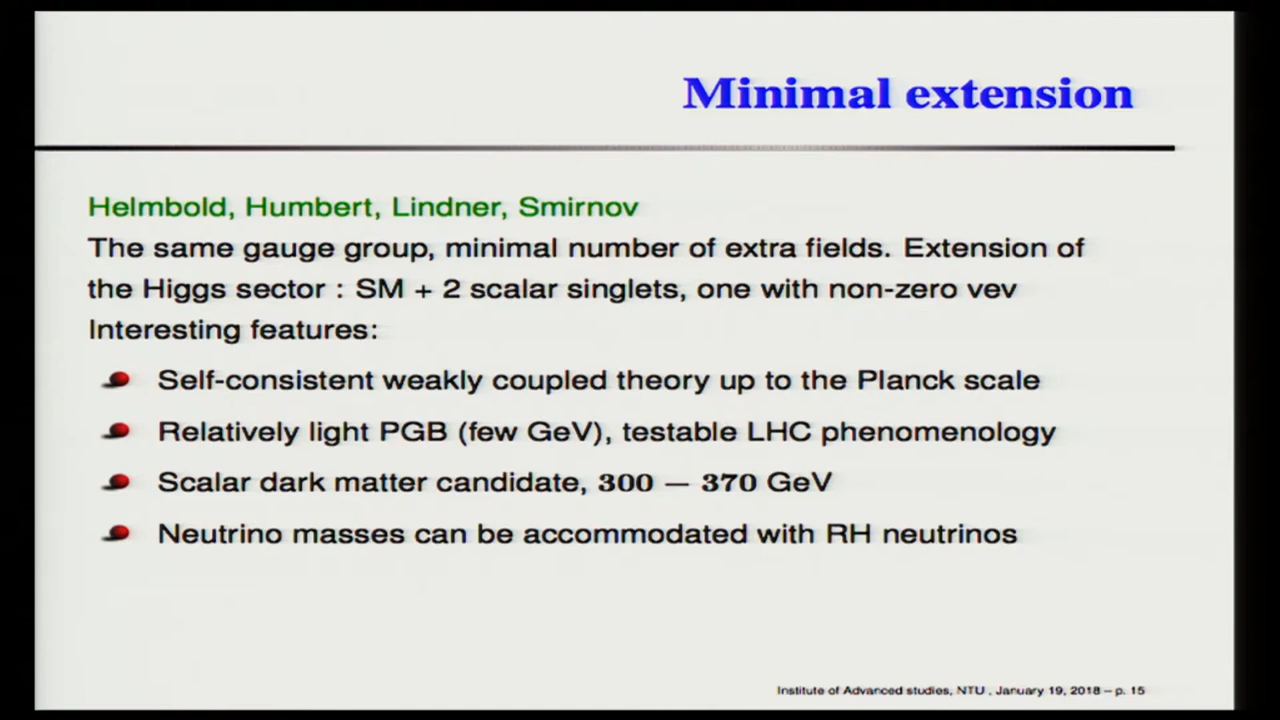 Minimal extension
Helmbold, Humbert, Lindner, Smirnov
The same gauge group, minimal number of extra fields. Extension of
the Higgs sector : SM + 2 scalar singlets, one with non-zero vev
Interesting features:
Self-consistent weakly coupled theory up to the Planck scale
Relatively light PGB (few GeV), testable LHC phenomenology
Scalar dark matter candidate, 300 – 370 GeV
Neutrino masses can be accommodated with RH neutrinos
Institute of Advanced studies, NTU , January 19, 2018 – p. 15